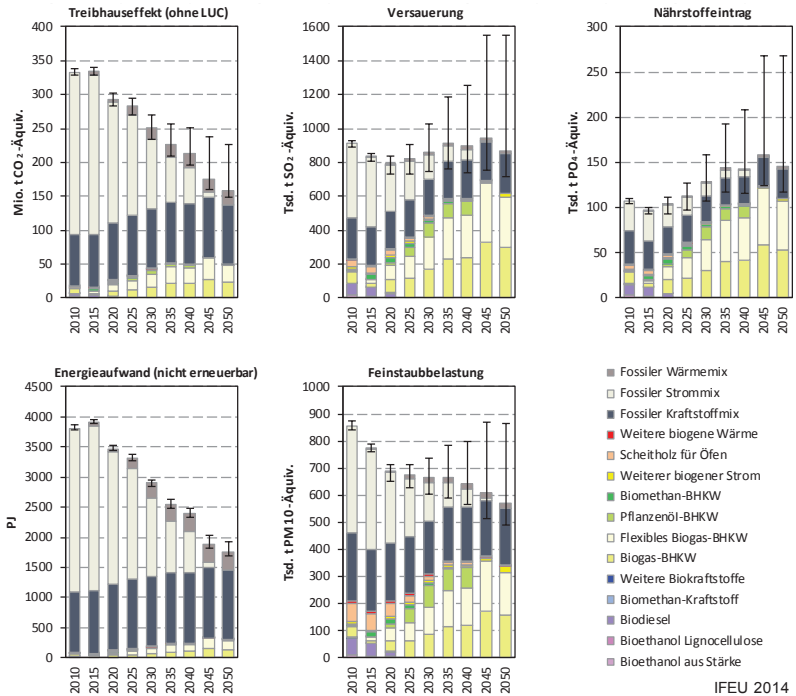 Treibhauseffekt (ohne LUC)
Mio. t CO₂-Äquiv.
400
350
300
250
200
150
100
50
0
2010 2015 2020 2025 2030 2035 2040 2045 2050
Versauerung
Tsd. t SO₂-Äquiv.
1600
1400
1200
1000
800
600
400
200
0
2010 2015 2020 2025 2030 2035 2040 2045 2050
Nährstoffeintrag
Tsd. t PO₄-Äquiv.
300
250
200
150
100
50
0
2010 2015 2020 2025 2030 2035 2040 2045 2050
Energieaufwand (nicht erneuerbar)
PJ
4500
4000
3500
3000
2500
2000
1500
1000
500
0
2010 2015 2020 2025 2030 2035 2040 2045 2050
Feinstaubbelastung
Tsd. t PM10-Äquiv.
1000
900
800
700
600
500
400
300
200
100
0
2010 2015 2020 2025 2030 2035 2040 2045 2050
Fossiler Wärmemix
Fossiler Strommix
Fossiler Kraftstoffmix
Weitere biogene Wärme
Scheitholz für Öfen
Weiterer biogener Strom
Biomethan-BHKW
Pflanzenöl-BHKW
Flexibles Biogas-BHKW
Biogas-BHKW
Weitere Biokraftstoffe
Biomethan-Kraftstoff
Biodiesel
Bioethanol Lignocellulose
Bioethanol aus Stärke
IFEU 2014